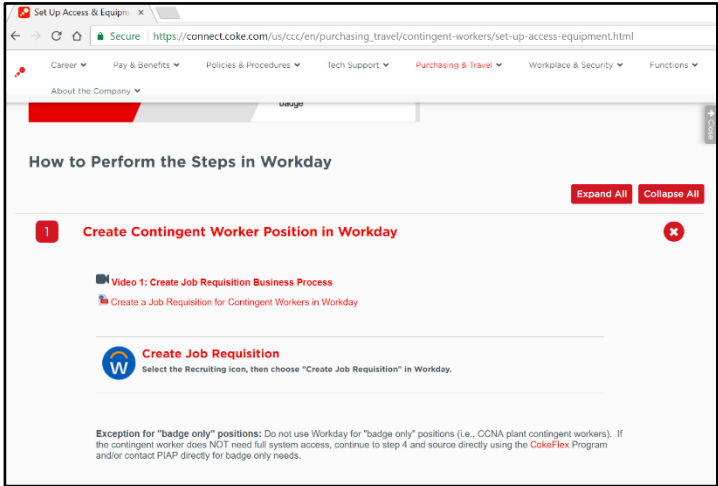 Set Up Access & Equipm
Secure https://connect.coke.com/us/ccc/en/purchasing_travel/contingent-workers/set-up-access-equipment.html
Career Pay & Benefits Policies & Procedures Tech Support Purchasing & Travel Workplace & Security Functions
About the Company
badge
Close
How to Perform the Steps in Workday
Expand All Collapse All
1 Create Contingent Worker Position in Workday
Video 1: Create Job Requisition Business Process
Create a Job Requisition for Contingent Workers in Workday
W
Create Job Requisition
Select the Recruiting icon, then choose "Create Job Requisition" in Workday.
Exception for "badge only" positions: Do not use Workday for "badge only" positions (i.e., CCNA plant contingent workers). If
the contingent worker does NOT need full system access, continue to step 4 and source directly using the CokeFlex Program
and/or contact PIAP directly for badge only needs.